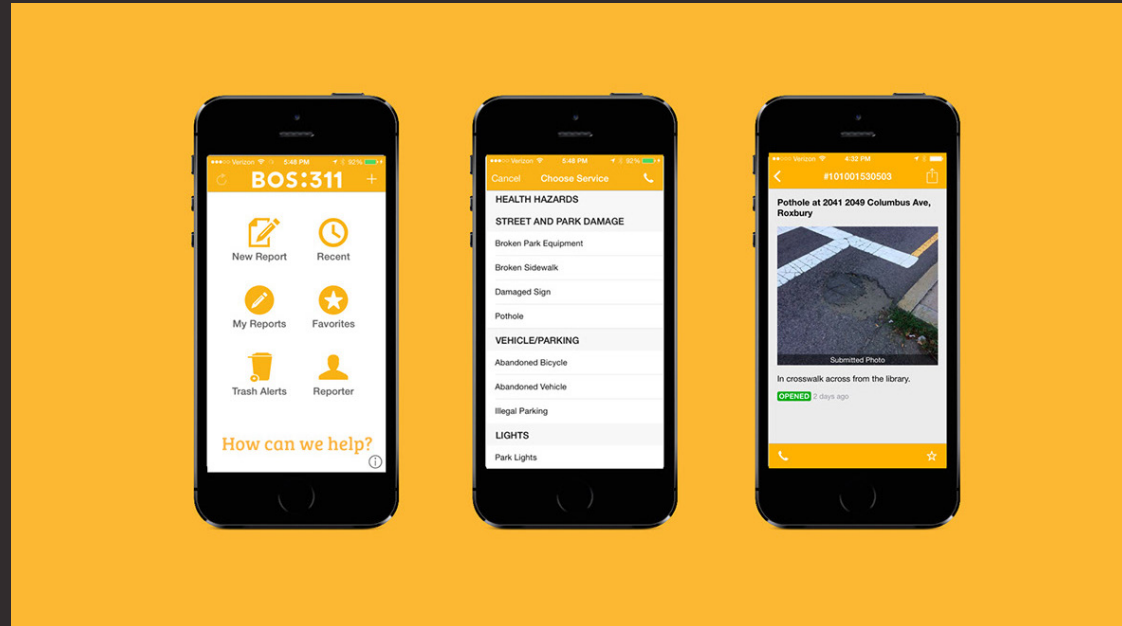 Verizon 5:48 PM 92%
BOS:311
New Report Recent
My Reports Favorites
Trash Alerts Reporter
How can we help?
Verizon 5:48 PM 92%
Cancel Choose Service
HEALTH HAZARDS
STREET AND PARK DAMAGE
Broken Park Equipment
Broken Sidewalk
Damaged Sign
Pothole
VEHICLE/PARKING
Abandoned Bicycle
Abandoned Vehicle
Illegal Parking
LIGHTS
Park Lights
Verizon 4:32 PM
#101001530503
Pothole at 2041 2049 Columbus Ave,
Roxbury
Submitted Photo
In crosswalk across from the library.
OPENED 2 days ago